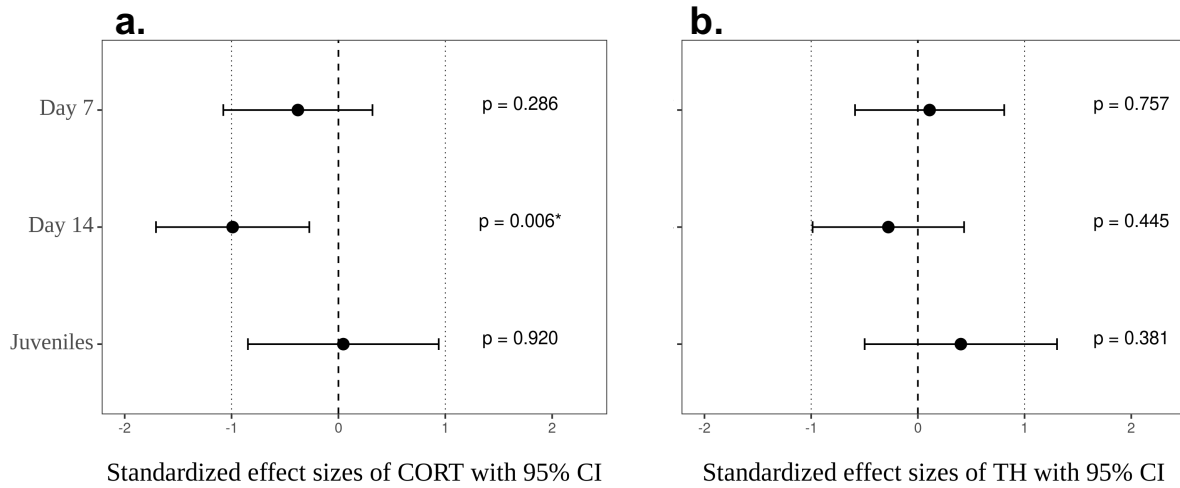 a.
b.
Day 7
p = 0.286
p = 0.757
Day 14
p = 0.006*
p = 0.445
Juveniles
p = 0.920
p = 0.381
-2 -1 0 1 2
-2 -1 0 1 2
Standardized effect sizes of CORT with 95% CI
Standardized effect sizes of TH with 95% CI